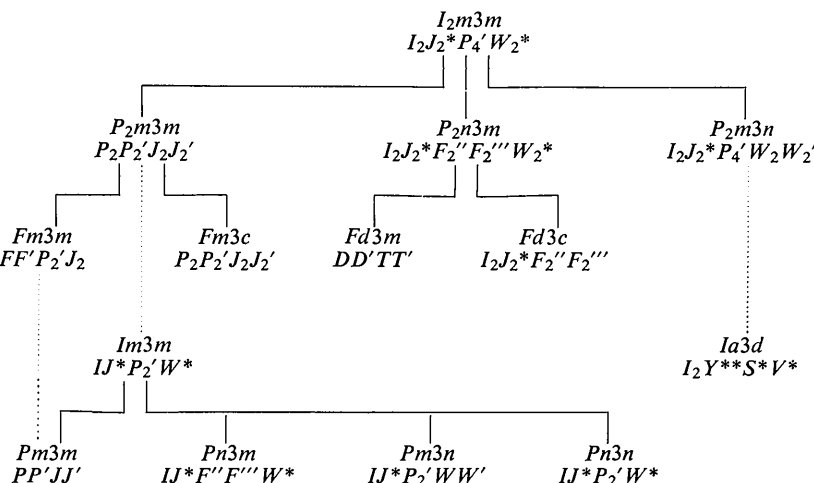 I₂m3m
I₂J₂*P₄'W₂*
P₂m3m P₂n3m P₂m3n
P₂P₂'J₂J₂' I₂J₂*F₂''F₂'''W₂* I₂J₂*P₄'W₂W₂'
Fm3m Fm3c Fd3m Fd3c
FF'P₂'J₂ P₂P₂'J₂J₂' DD'TT' I₂J₂*F₂''F₂'''
Im3m Ia3d
IJ*P₂'W* I₂Y**S*V*
Pm3m Pn3m Pm3n Pn3n
PP'JJ' IJ*F''F'''W* IJ*P₂'WW' IJ*P₂'W*